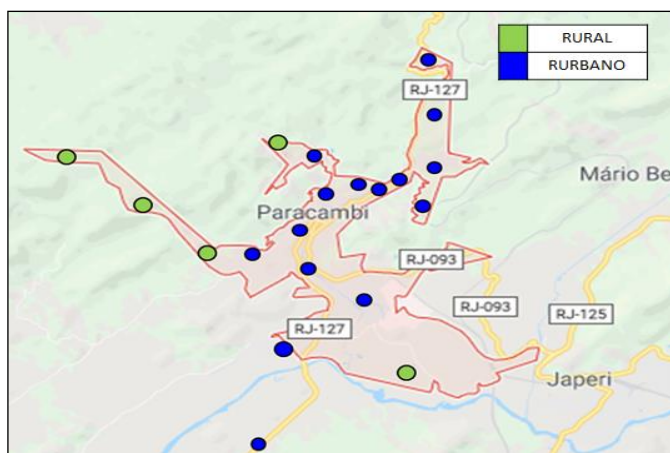 RURAL
RURBANO
RJ-127
Mário Be
Paracambi
RJ-093
RJ-093
RJ-125
RJ-127
Japeri